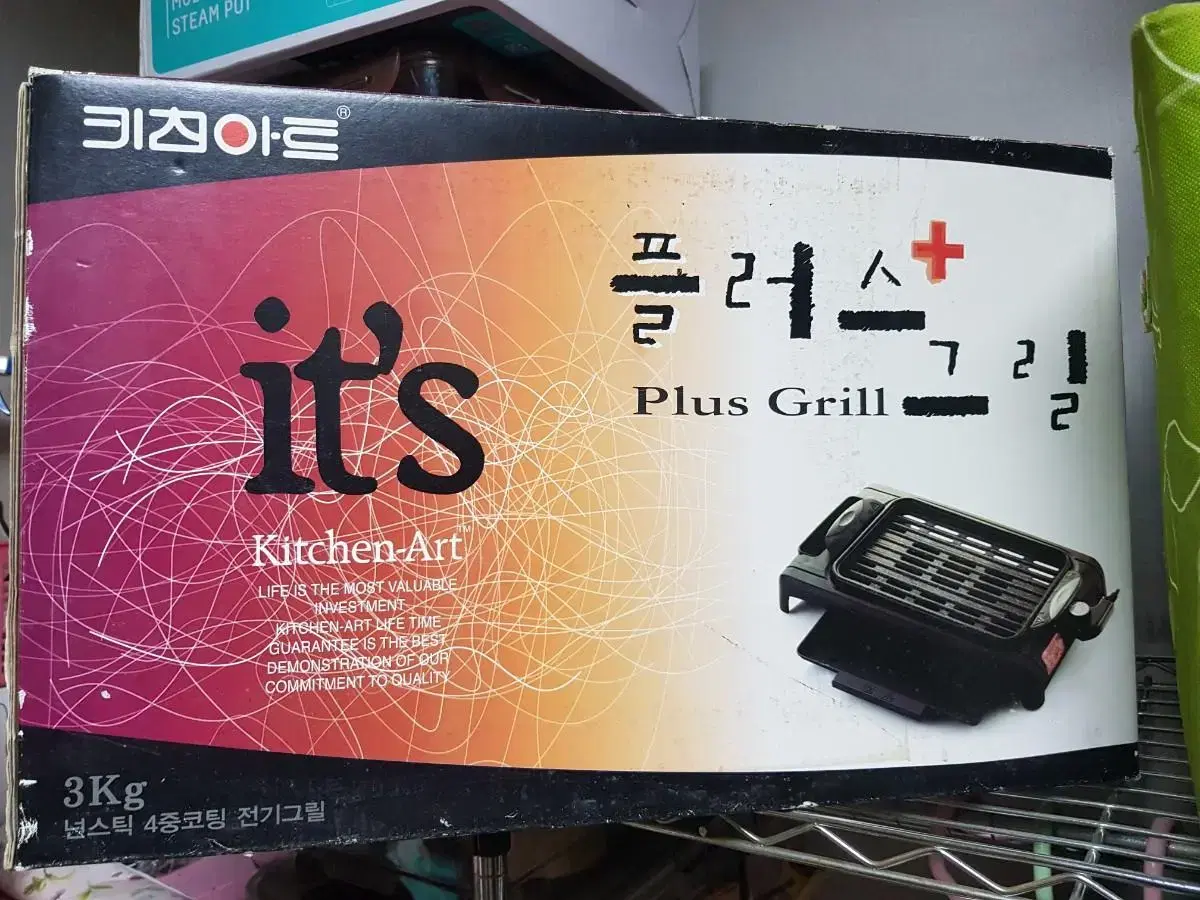 STEAM POT
키친아트®
플러스+
Plus Grill 그릴
it's
Kitchen-Art™
LIFE IS THE MOST VALUABLE
INVESTMENT
KITCHEN-ART LIFE TIME
GUARANTEE IS THE BEST
DEMONSTRATION OF OUR
COMMITMENT TO QUALITY
3Kg
넌스틱 4중코팅 전기그릴